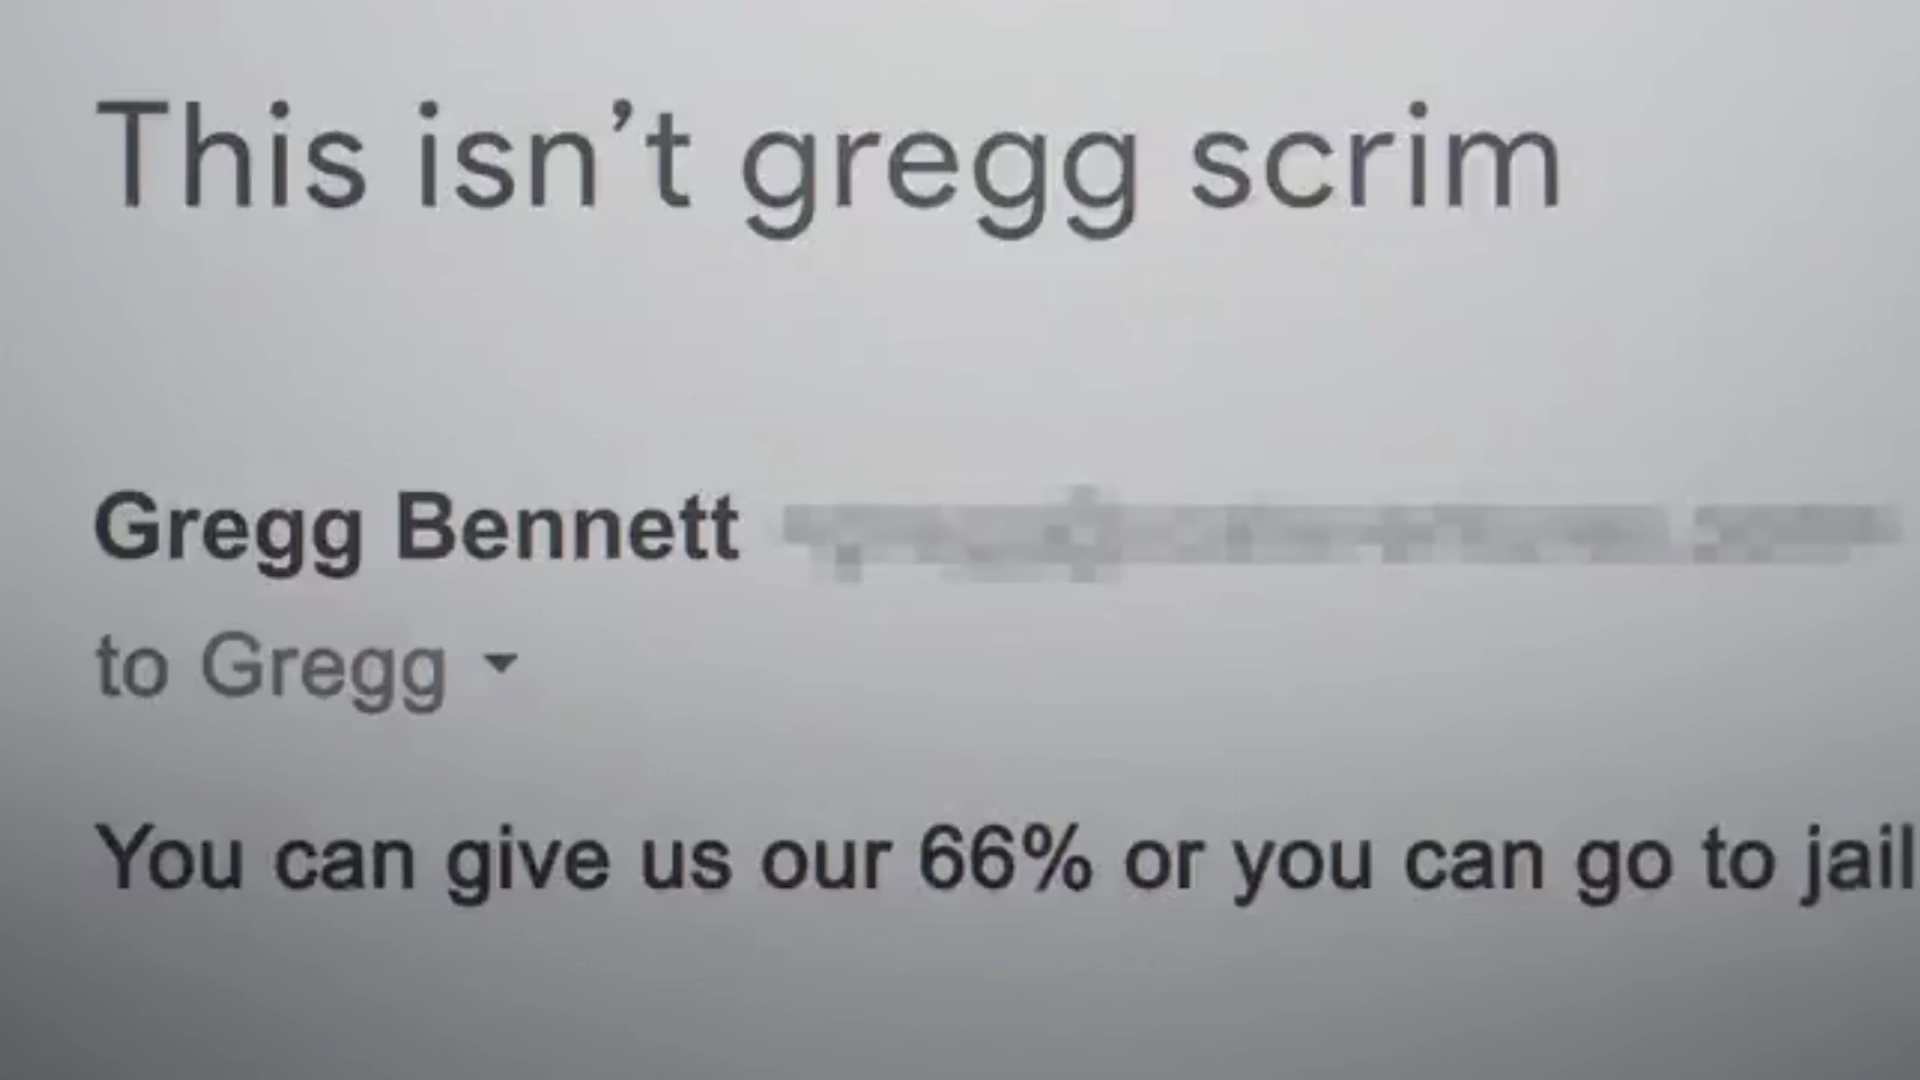 This isn’t gregg scrim
Gregg Bennett
to Gregg
You can give us our 66% or you can go to jail